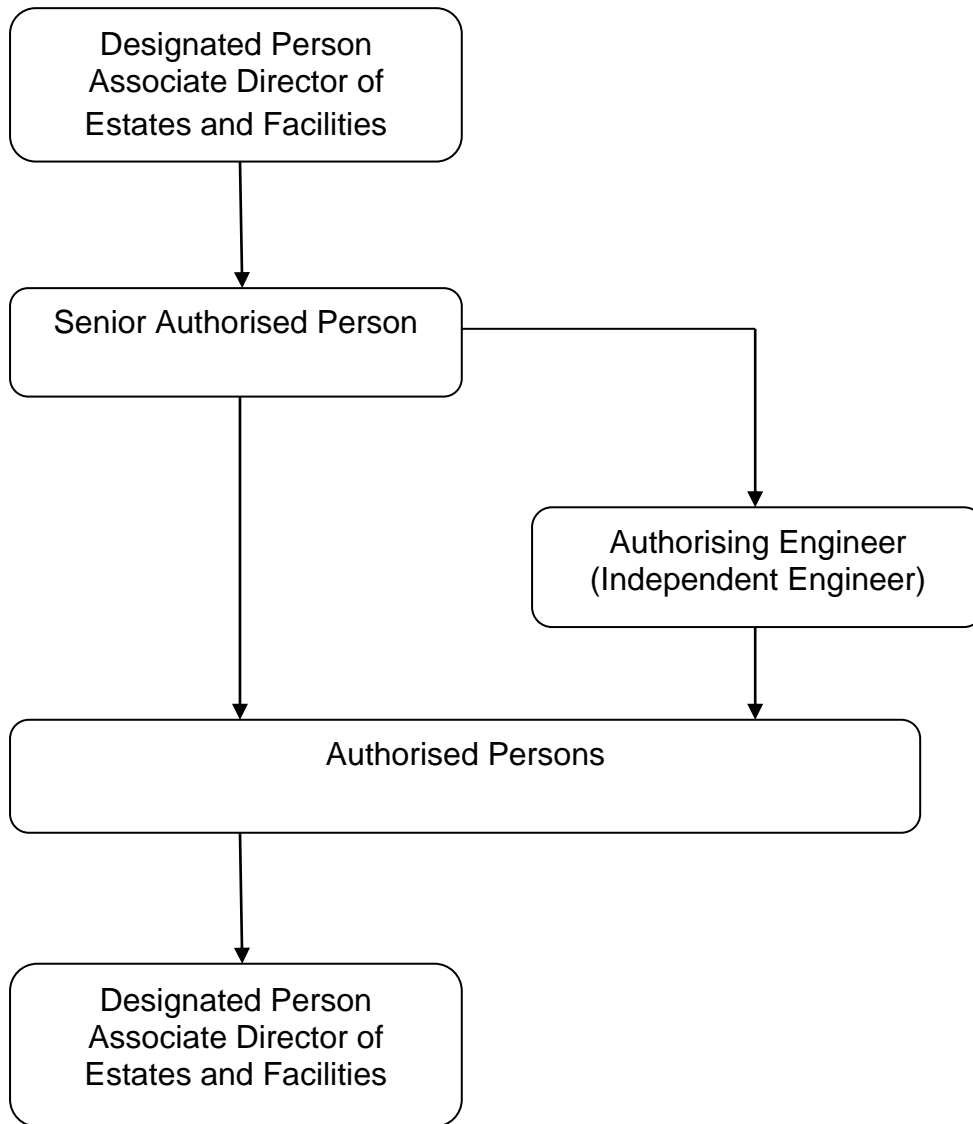 Designated Person
Associate Director of
Estates and Facilities
Senior Authorised Person
Authorising Engineer
(Independent Engineer)
Authorised Persons
Designated Person
Associate Director of
Estates and Facilities